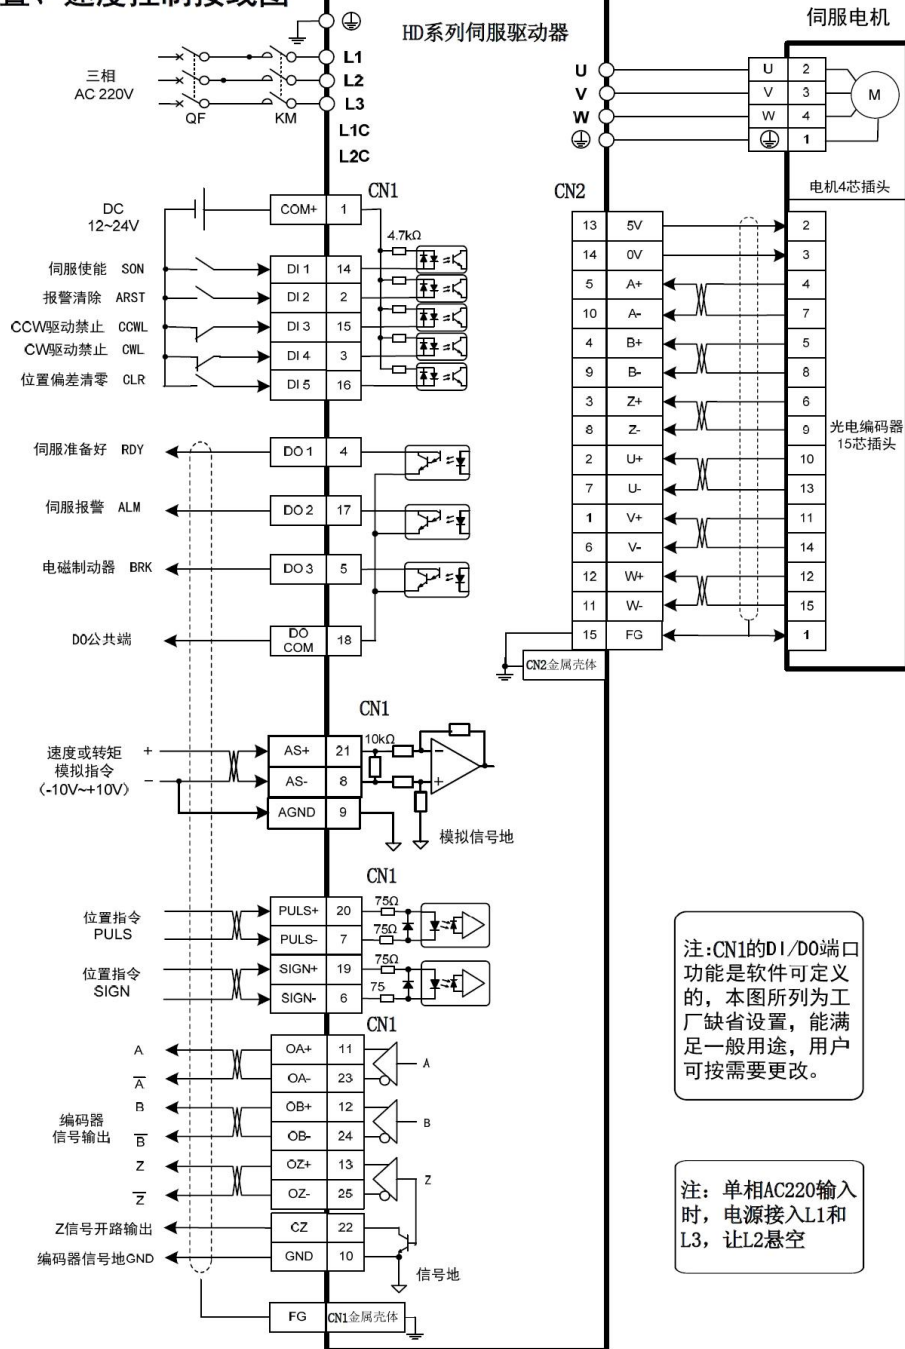 置、速度控制接线图
HD系列伺服驱动器
伺服电机
三相
AC 220V
QF
KM
L1
L2
L3
L1C
L2C
U
V
W
U 2
V 3
W 4
1
M
电机4芯插头
CN1
DC
12~24V
COM+ 1
4.7kΩ
伺服使能 SON DI 1 14
报警清除 ARST DI 2 2
CCW驱动禁止 CCWL DI 3 15
CW驱动禁止 CWL DI 4 3
位置偏差清零 CLR DI 5 16
伺服准备好 RDY DO 1 4
伺服报警 ALM DO 2 17
电磁制动器 BRK DO 3 5
DO公共端 DO COM 18
CN2
13 5V 2
14 0V 3
5 A+ 4
10 A- 7
4 B+ 5
9 B- 8
3 Z+ 6
8 Z- 9
2 U+ 10
7 U- 13
1 V+ 11
6 V- 14
12 W+ 12
11 W- 15
15 FG 1
CN2金属壳体
光电编码器
15芯插头
CN1
速度或转矩
模拟指令
(-10V~+10V)
+
−
AS+ 21
AS- 8
AGND 9
10kΩ
−
+
模拟信号地
CN1
位置指令
PULS
PULS+ 20 75Ω
PULS- 7 75Ω
位置指令
SIGN
SIGN+ 19 75Ω
SIGN- 6 75
CN1
编码器
信号输出
A OA+ 11 A
A̅ OA- 23
B OB+ 12 B
B̅ OB- 24
Z OZ+ 13 Z
Z̅ OZ- 25
Z信号开路输出 CZ 22
编码器信号地GND GND 10
信号地
FG CN1金属壳体
注:CN1的DI/DO端口
功能是软件可定义
的，本图所列为工
厂缺省设置，能满
足一般用途，用户
可按需要更改。
注：单相AC220输入
时，电源接入L1和
L3，让L2悬空